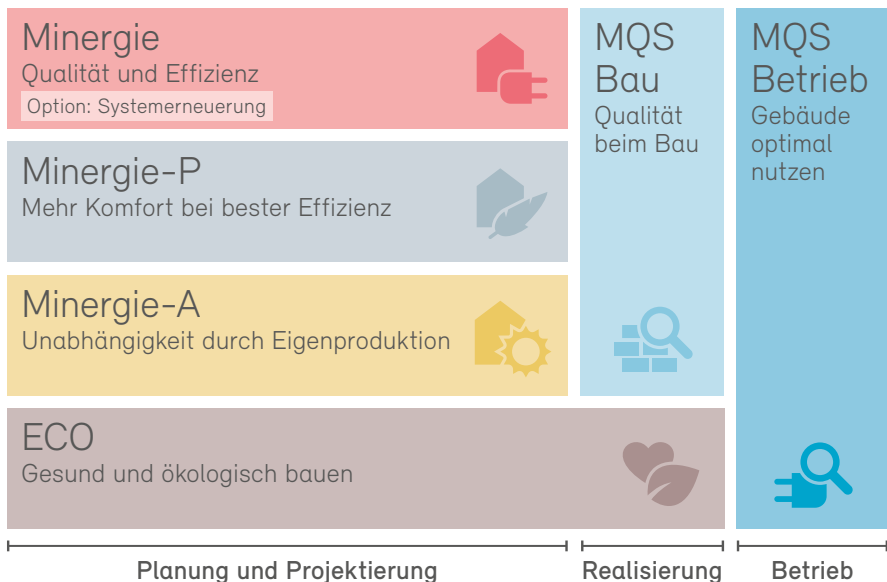 Minergie
Qualität und Effizienz
Option: Systemerneuerung
Minergie-P
Mehr Komfort bei bester Effizienz
Minergie-A
Unabhängigkeit durch Eigenproduktion
ECO
Gesund und ökologisch bauen
MQS
Bau
Qualität
beim Bau
MQS
Betrieb
Gebäude
optimal
nutzen
Planung und Projektierung
Realisierung
Betrieb